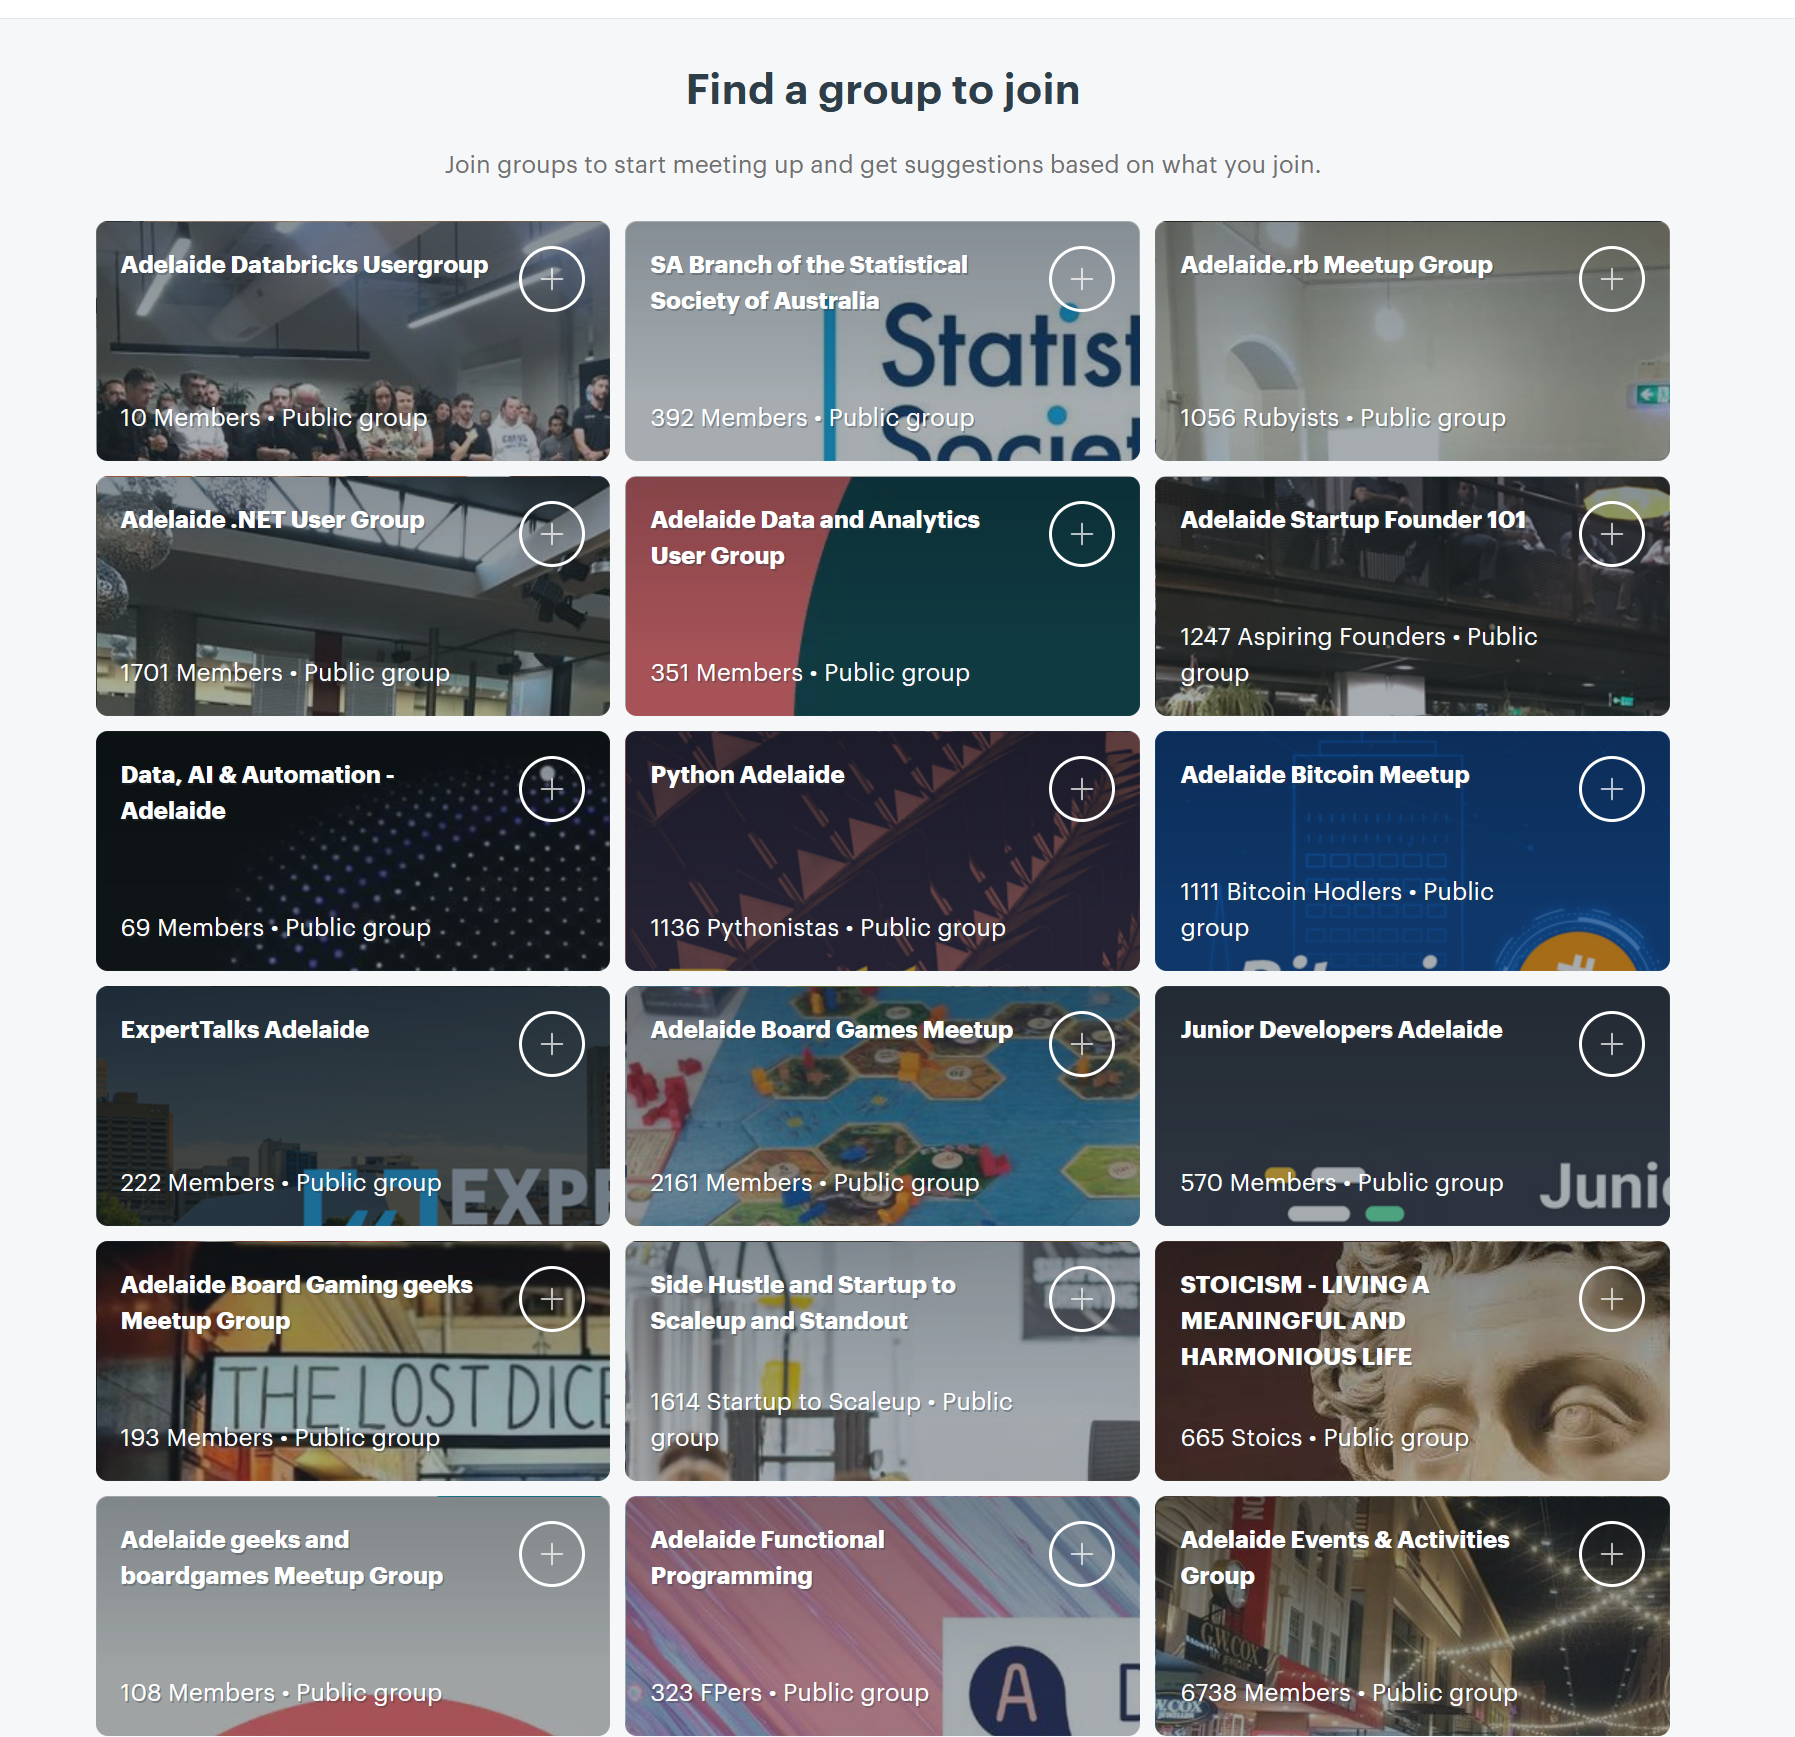 Find a group to join
Join groups to start meeting up and get suggestions based on what you join.
Adelaide Databricks Usergroup
10 Members • Public group
SA Branch of the Statistical
Society of Australia
Statist
Societ
392 Members • Public group
Adelaide.rb Meetup Group
1056 Rubyists • Public group
Adelaide .NET User Group
1701 Members • Public group
Adelaide Data and Analytics
User Group
351 Members • Public group
Adelaide Startup Founder 101
1247 Aspiring Founders • Public
group
Data, AI & Automation -
Adelaide
69 Members • Public group
Python Adelaide
1136 Pythonistas • Public group
Adelaide Bitcoin Meetup
1111 Bitcoin Hodlers • Public
group
Bitcoin
ExpertTalks Adelaide
222 Members • Public group
EXPE
Adelaide Board Games Meetup
2161 Members • Public group
Junior Developers Adelaide
570 Members • Public group
Junio
Adelaide Board Gaming geeks
Meetup Group
THE LOST DICE
193 Members • Public group
Side Hustle and Startup to
Scaleup and Standout
1614 Startup to Scaleup • Public
group
STOICISM - LIVING A
MEANINGFUL AND
HARMONIOUS LIFE
665 Stoics • Public group
Adelaide geeks and
boardgames Meetup Group
108 Members • Public group
Adelaide Functional
Programming
323 FPers • Public group
A
Adelaide Events & Activities
Group
G.W.COX
6738 Members • Public group
W.COX